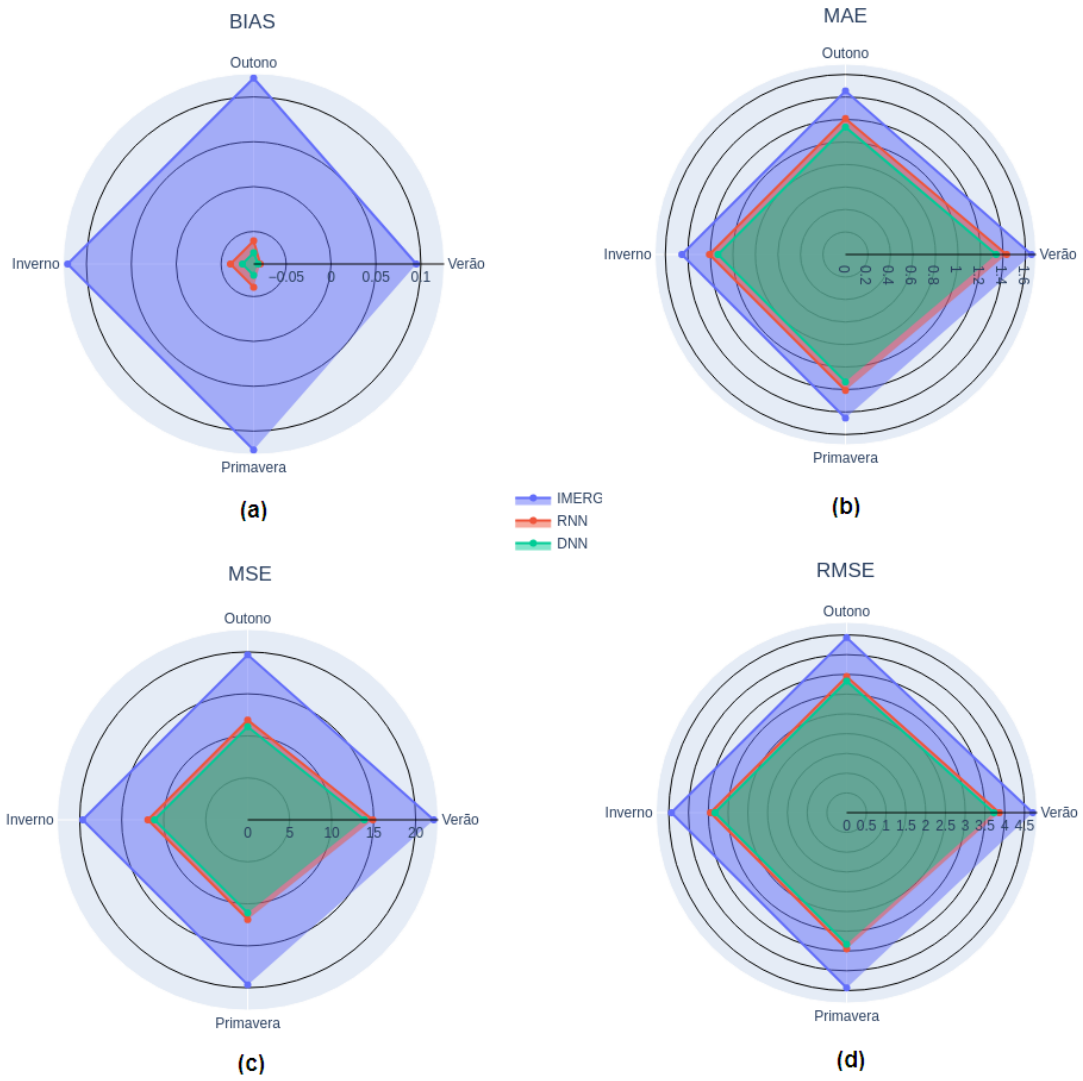 BIAS
Outono
Inverno
−0.05 0 0.05 0.1
Verão
Primavera
(a)
MAE
Outono
Inverno
0 0.2 0.4 0.6 0.8 1 1.2 1.4 1.6
Verão
Primavera
(b)
IMERG
RNN
DNN
MSE
Outono
Inverno
0 5 10 15 20
Verão
Primavera
(c)
RMSE
Outono
Inverno
0 0.5 1 1.5 2 2.5 3 3.5 4 4.5
Verão
Primavera
(d)